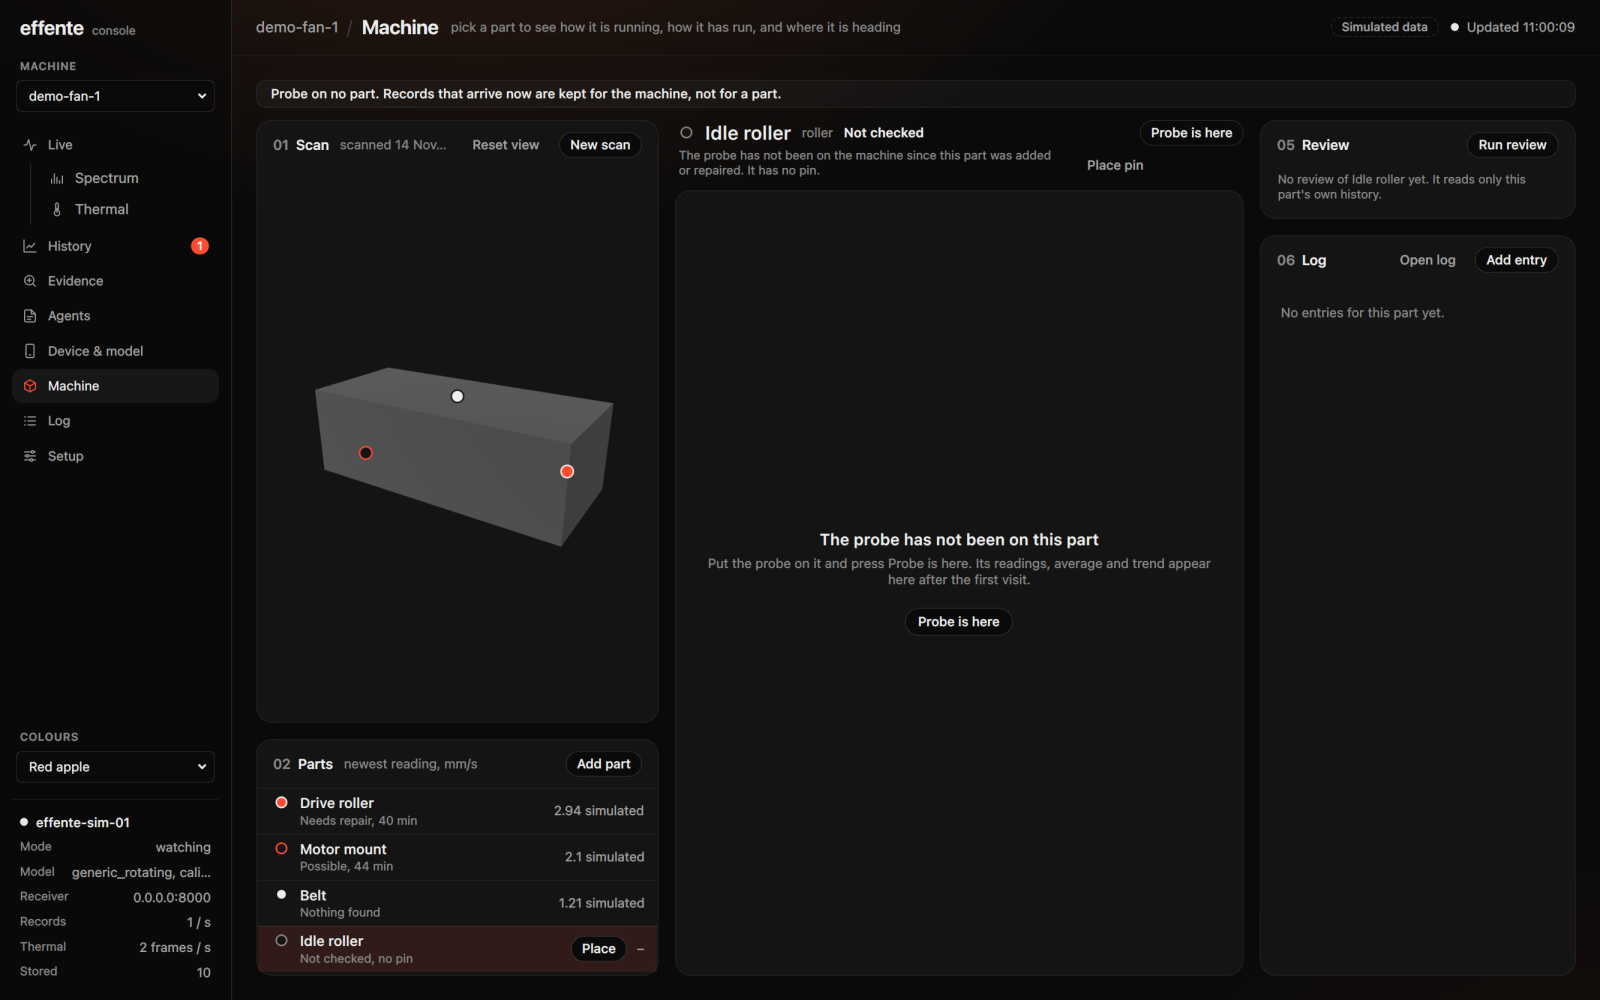 effente console
MACHINE
demo-fan-1
Live
Spectrum
Thermal
History 1
Evidence
Agents
Device & model
Machine
Log
Setup
COLOURS
Red apple
effente-sim-01
Mode watching
Model generic_rotating, cali...
Receiver 0.0.0.0:8000
Records 1 / s
Thermal 2 frames / s
Stored 10
demo-fan-1 / Machine pick a part to see how it is running, how it has run, and where it is heading
Simulated data Updated 11:00:09
Probe on no part. Records that arrive now are kept for the machine, not for a part.
01 Scan scanned 14 Nov... Reset view New scan
02 Parts newest reading, mm/s Add part
Drive roller 2.94 simulated
Needs repair, 40 min
Motor mount 2.1 simulated
Possible, 44 min
Belt 1.21 simulated
Nothing found
Idle roller Place –
Not checked, no pin
Idle roller roller Not checked Probe is here
The probe has not been on the machine since this part was added
or repaired. It has no pin.
Place pin
The probe has not been on this part
Put the probe on it and press Probe is here. Its readings, average and trend appear
here after the first visit.
Probe is here
05 Review Run review
No review of Idle roller yet. It reads only this
part's own history.
06 Log Open log Add entry
No entries for this part yet.